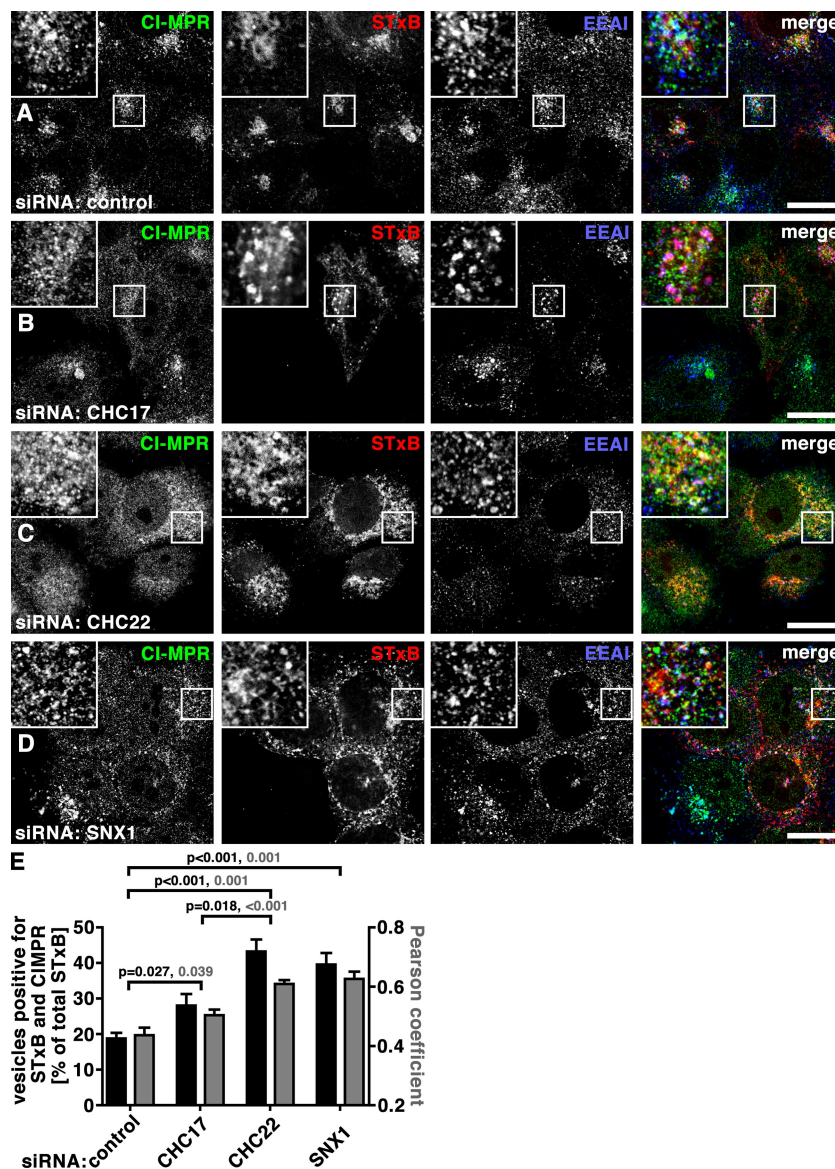 CI-MPR STxB EEAI merge
A
siRNA: control
CI-MPR STxB EEAI merge
B
siRNA: CHC17
CI-MPR STxB EEAI merge
C
siRNA: CHC22
CI-MPR STxB EEAI merge
D
siRNA: SNX1
E
p<0.001, 0.001
p<0.001, 0.001
p=0.018, <0.001
p=0.027, 0.039
vesicles positive for
STxB and CIMPR
[% of total STxB]
50
40
30
20
10
0
0.8
0.6
0.4
0.2
Pearson coefficient
siRNA: control CHC17 CHC22 SNX1